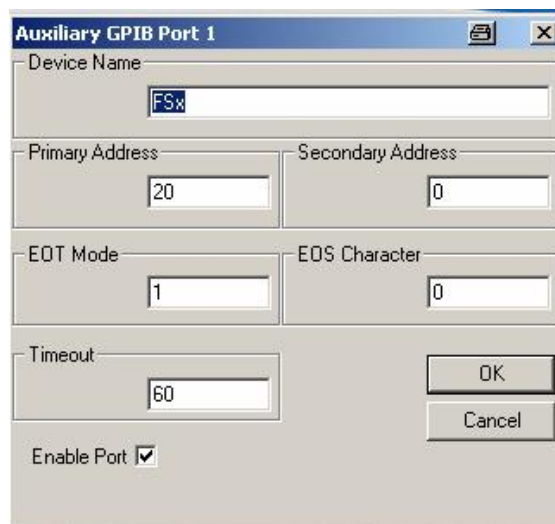 Auxiliary GPIB Port 1
Device Name
FSx
Primary Address
20
Secondary Address
0
EOT Mode
1
EOS Character
0
Timeout
60
OK
Cancel
Enable Port